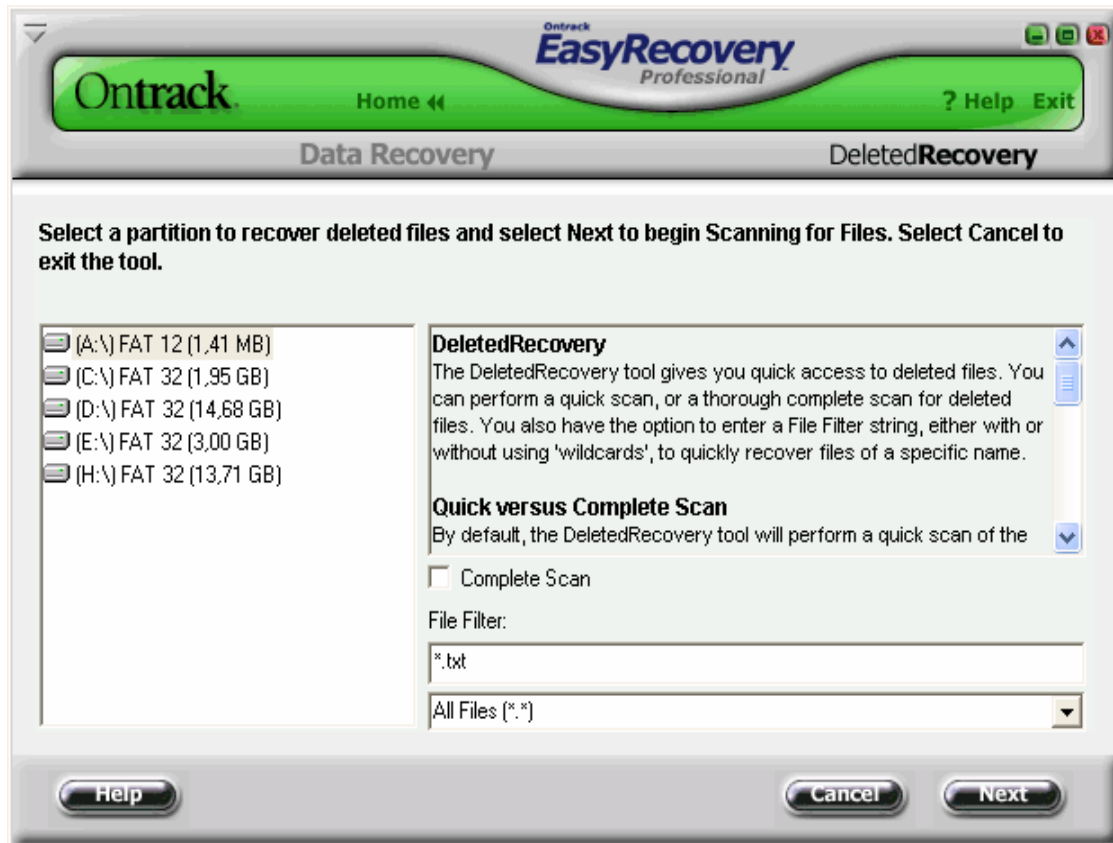 Ontrack
EasyRecovery
Professional
Ontrack.
Home
? Help Exit
Data Recovery
DeletedRecovery
Select a partition to recover deleted files and select Next to begin Scanning for Files. Select Cancel to
exit the tool.
(A:\) FAT 12 (1,41 MB)
(C:\) FAT 32 (1,95 GB)
(D:\) FAT 32 (14,68 GB)
(E:\) FAT 32 (3,00 GB)
(H:\) FAT 32 (13,71 GB)
DeletedRecovery
The DeletedRecovery tool gives you quick access to deleted files. You
can perform a quick scan, or a thorough complete scan for deleted
files. You also have the option to enter a File Filter string, either with or
without using 'wildcards', to quickly recover files of a specific name.
Quick versus Complete Scan
By default, the DeletedRecovery tool will perform a quick scan of the
Complete Scan
File Filter:
*.txt
All Files (*.*)
Help
Cancel
Next